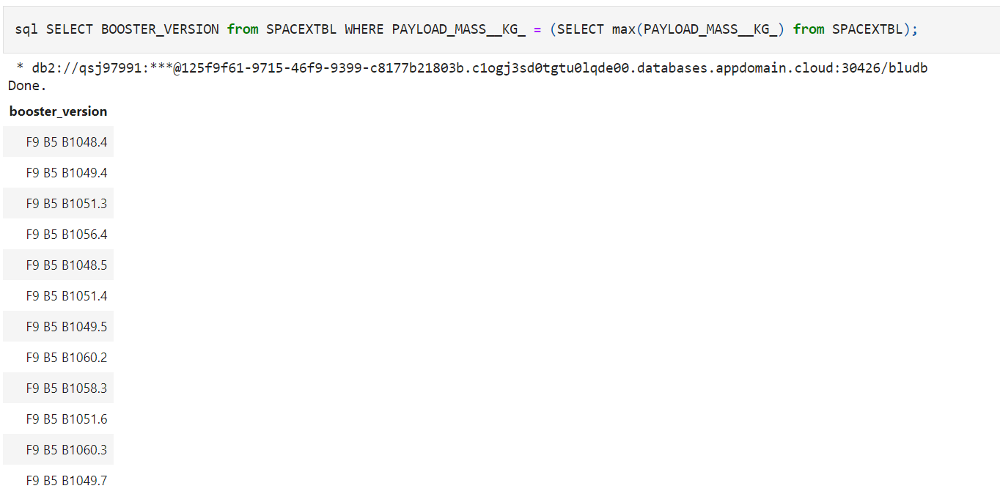 sql SELECT BOOSTER_VERSION from SPACEXTBL WHERE PAYLOAD_MASS__KG_ = (SELECT max(PAYLOAD_MASS__KG_) from SPACEXTBL);
* db2://qsj97991:***@125f9f61-9715-46f9-9399-c8177b21803b.c1ogj3sd0tgtu0lqde00.databases.appdomain.cloud:30426/bludb
Done.
booster_version
F9 B5 B1048.4
F9 B5 B1049.4
F9 B5 B1051.3
F9 B5 B1056.4
F9 B5 B1048.5
F9 B5 B1051.4
F9 B5 B1049.5
F9 B5 B1060.2
F9 B5 B1058.3
F9 B5 B1051.6
F9 B5 B1060.3
F9 B5 B1049.7